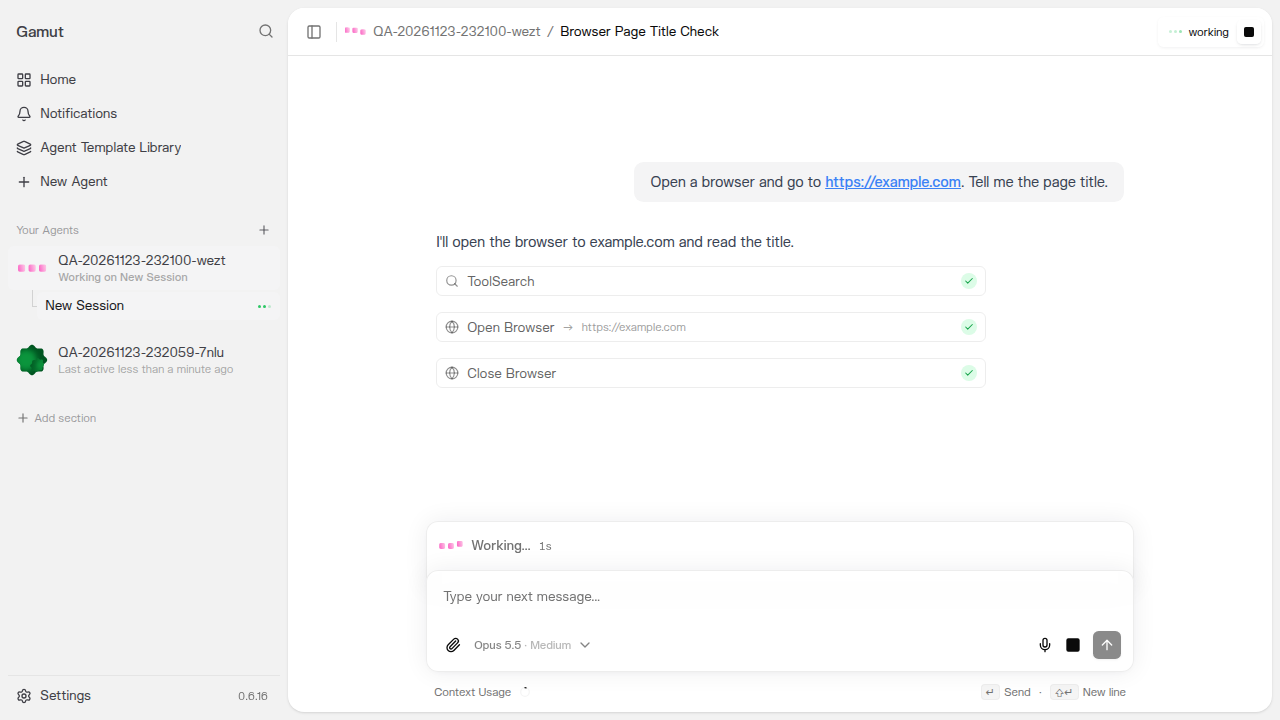 Gamut
Home
Notifications
Agent Template Library
New Agent
Your Agents
QA-20261123-232100-wezt
Working on New Session
New Session
QA-20261123-232059-7nlu
Last active less than a minute ago
Add section
Settings
0.6.16
QA-20261123-232100-wezt / Browser Page Title Check
working
Open a browser and go to https://example.com. Tell me the page title.
I'll open the browser to example.com and read the title.
ToolSearch
Open Browser → https://example.com
Close Browser
Working... 1s
Type your next message...
Opus 5.5 · Medium
Context Usage
↵ Send · ⇧↵ New line